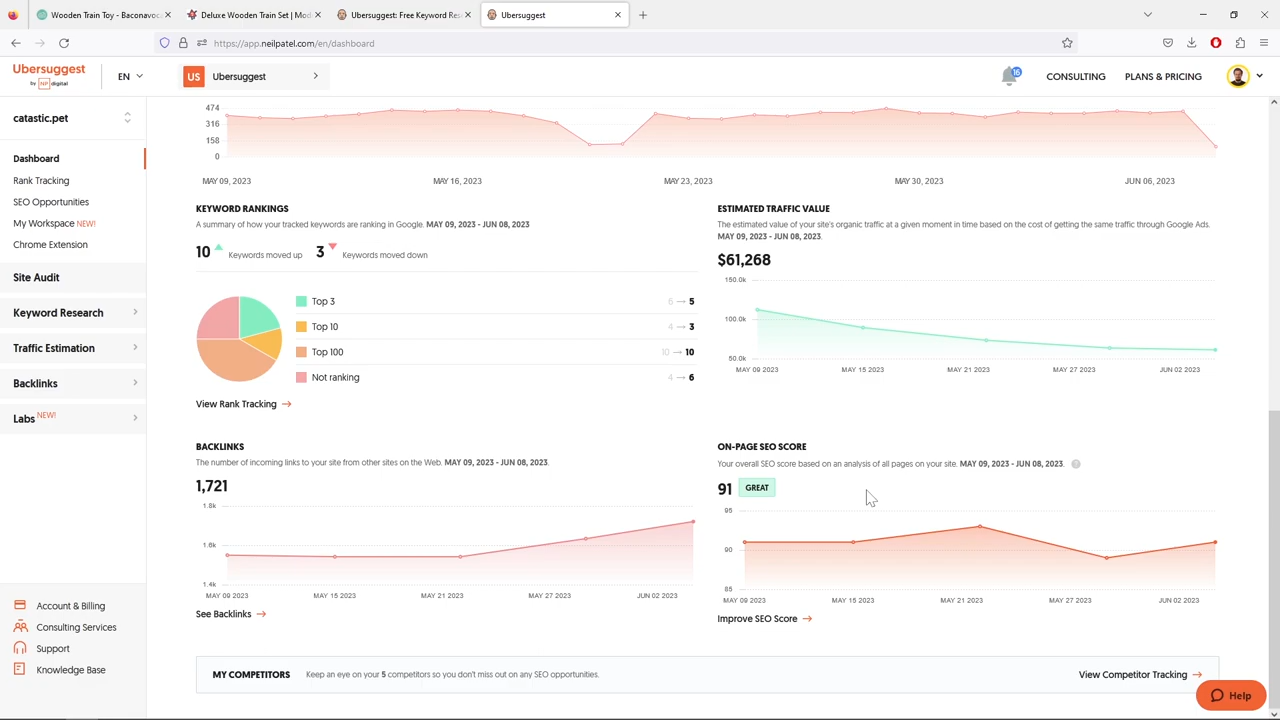 Wooden Train Toy - Baconavoc
Deluxe Wooden Train Set | Mod
Ubersuggest: Free Keyword Res
Ubersuggest
https://app.neilpatel.com/en/dashboard
Ubersuggest
by NP digital
EN
US
Ubersuggest
16
CONSULTING
PLANS & PRICING
catastic.pet
Dashboard
Rank Tracking
SEO Opportunities
My Workspace NEW!
Chrome Extension
Site Audit
Keyword Research
Traffic Estimation
Backlinks
Labs NEW!
Account & Billing
Consulting Services
Support
Knowledge Base
474
316
158
0
MAY 09, 2023
MAY 16, 2023
MAY 23, 2023
MAY 30, 2023
JUN 06, 2023
KEYWORD RANKINGS
A summary of how your tracked keywords are ranking in Google. MAY 09, 2023 - JUN 08, 2023
10 Keywords moved up 3 Keywords moved down
Top 3 6 → 5
Top 10 4 → 3
Top 100 10 → 10
Not ranking 4 → 6
View Rank Tracking →
ESTIMATED TRAFFIC VALUE
The estimated value of your site's organic traffic at a given moment in time based on the cost of getting the same traffic through Google Ads.
MAY 09, 2023 - JUN 08, 2023.
$61,268
150.0k
100.0k
50.0k
MAY 09 2023
MAY 15 2023
MAY 21 2023
MAY 27 2023
JUN 02 2023
BACKLINKS
The number of incoming links to your site from other sites on the Web. MAY 09, 2023 - JUN 08, 2023.
1,721
1.8k
1.6k
1.4k
MAY 09 2023
MAY 15 2023
MAY 21 2023
MAY 27 2023
JUN 02 2023
See Backlinks →
ON-PAGE SEO SCORE
Your overall SEO score based on an analysis of all pages on your site. MAY 09, 2023 - JUN 08, 2023. ?
91 GREAT
95
90
85
MAY 09 2023
MAY 15 2023
MAY 21 2023
MAY 27 2023
JUN 02 2023
Improve SEO Score →
MY COMPETITORS
Keep an eye on your 5 competitors so you don't miss out on any SEO opportunities.
View Competitor Tracking →
Help